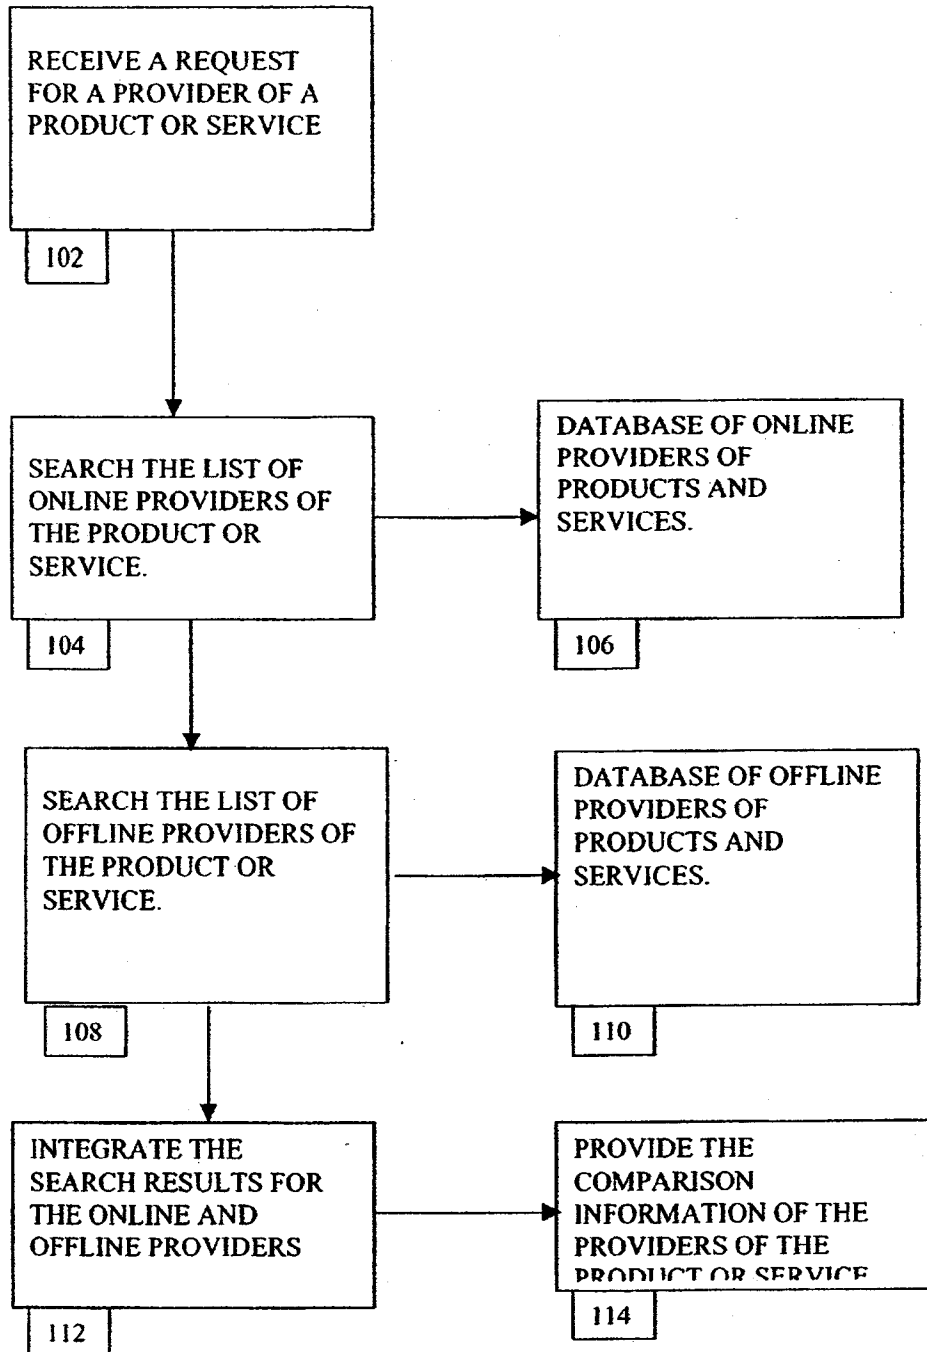 RECEIVE A REQUEST
FOR A PROVIDER OF A
PRODUCT OR SERVICE
102
SEARCH THE LIST OF
ONLINE PROVIDERS OF
THE PRODUCT OR
SERVICE.
104
DATABASE OF ONLINE
PROVIDERS OF
PRODUCTS AND
SERVICES.
106
SEARCH THE LIST OF
OFFLINE PROVIDERS OF
THE PRODUCT OR
SERVICE.
108
DATABASE OF OFFLINE
PROVIDERS OF
PRODUCTS AND
SERVICES.
110
INTEGRATE THE
SEARCH RESULTS FOR
THE ONLINE AND
OFFLINE PROVIDERS
112
PROVIDE THE
COMPARISON
INFORMATION OF THE
PROVIDERS OF THE
PRODUCT OR SERVICE
114